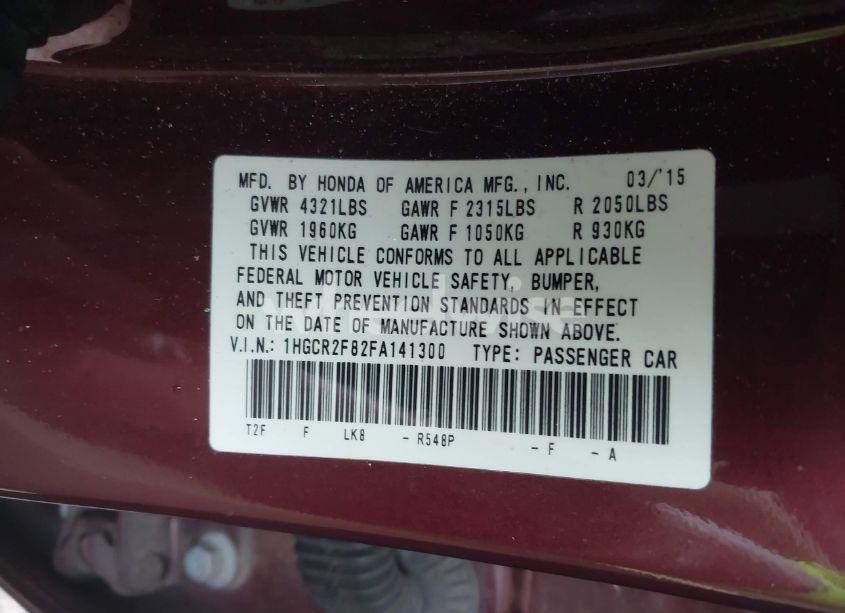 MFD. BY HONDA OF AMERICA MFG., INC. 03/'15
GVWR 4321LBS GAWR F 2315LBS R 2050LBS
GVWR 1960KG GAWR F 1050KG R 930KG
THIS VEHICLE CONFORMS TO ALL APPLICABLE
FEDERAL MOTOR VEHICLE SAFETY, BUMPER,
AND THEFT PREVENTION STANDARDS IN EFFECT
ON THE DATE OF MANUFACTURE SHOWN ABOVE.
V.I.N.: 1HGCR2F82FA141300 TYPE: PASSENGER CAR
T2F F LK8 - R548P - F - A